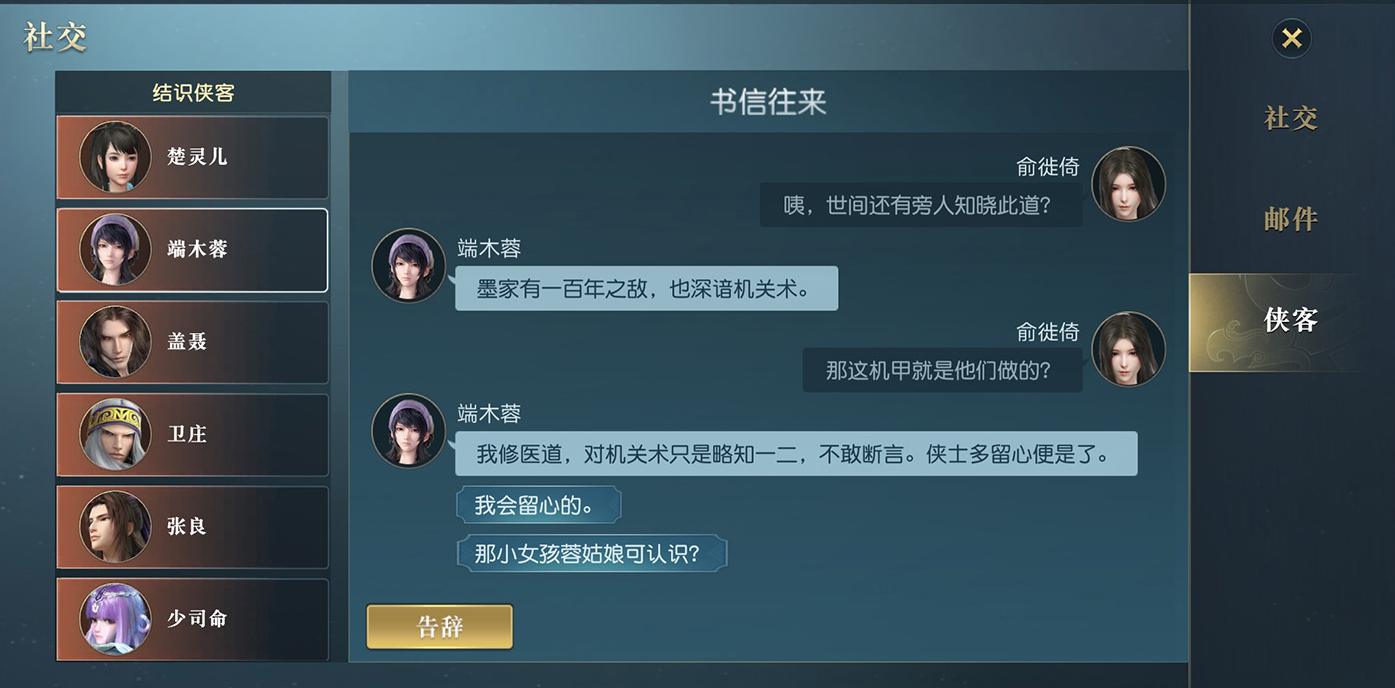 社交
结识侠客
楚灵儿
端木蓉
盖聂
卫庄
张良
少司命
书信往来
俞徙倚
咦，世间还有旁人知晓此道？
端木蓉
墨家有一百年之敌，也深谙机关术。
俞徙倚
那这机甲就是他们做的？
端木蓉
我修医道，对机关术只是略知一二，不敢断言。侠士多留心便是了。
我会留心的。
那小女孩蓉姑娘可认识？
告辞
社交
邮件
侠客